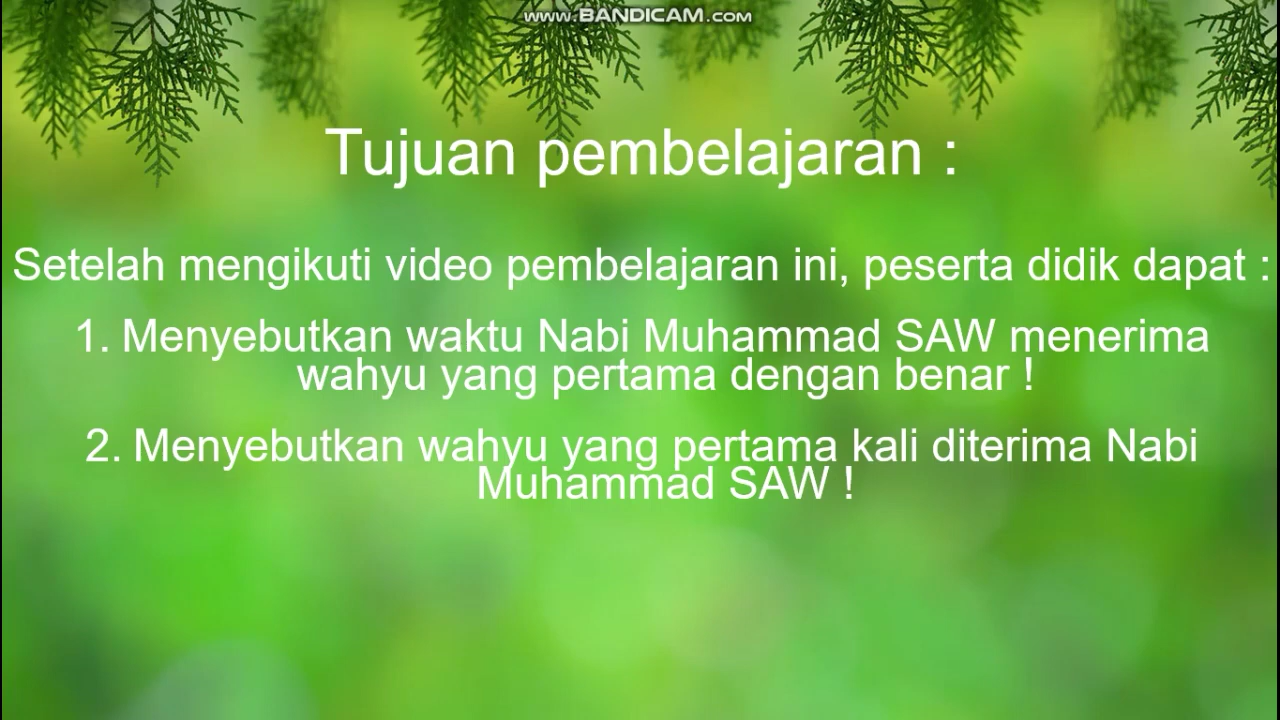 www.BANDICAM.com
Tujuan pembelajaran :
Setelah mengikuti video pembelajaran ini, peserta didik dapat :
1. Menyebutkan waktu Nabi Muhammad SAW menerima
wahyu yang pertama dengan benar !
2. Menyebutkan wahyu yang pertama kali diterima Nabi
Muhammad SAW !